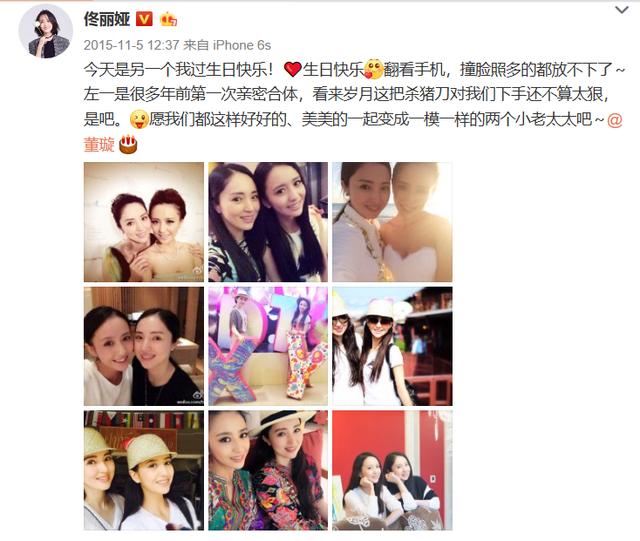 佟丽娅
2015-11-5 12:37 来自 iPhone 6s
今天是另一个我过生日快乐！生日快乐翻看手机，撞脸照多的都放不下了～
左一是很多年前第一次亲密合体，看来岁月这把杀猪刀对我们下手还不算太狠，
是吧。愿我们都这样好好的、美美的一起变成一模一样的两个小老太太吧～@
董璇